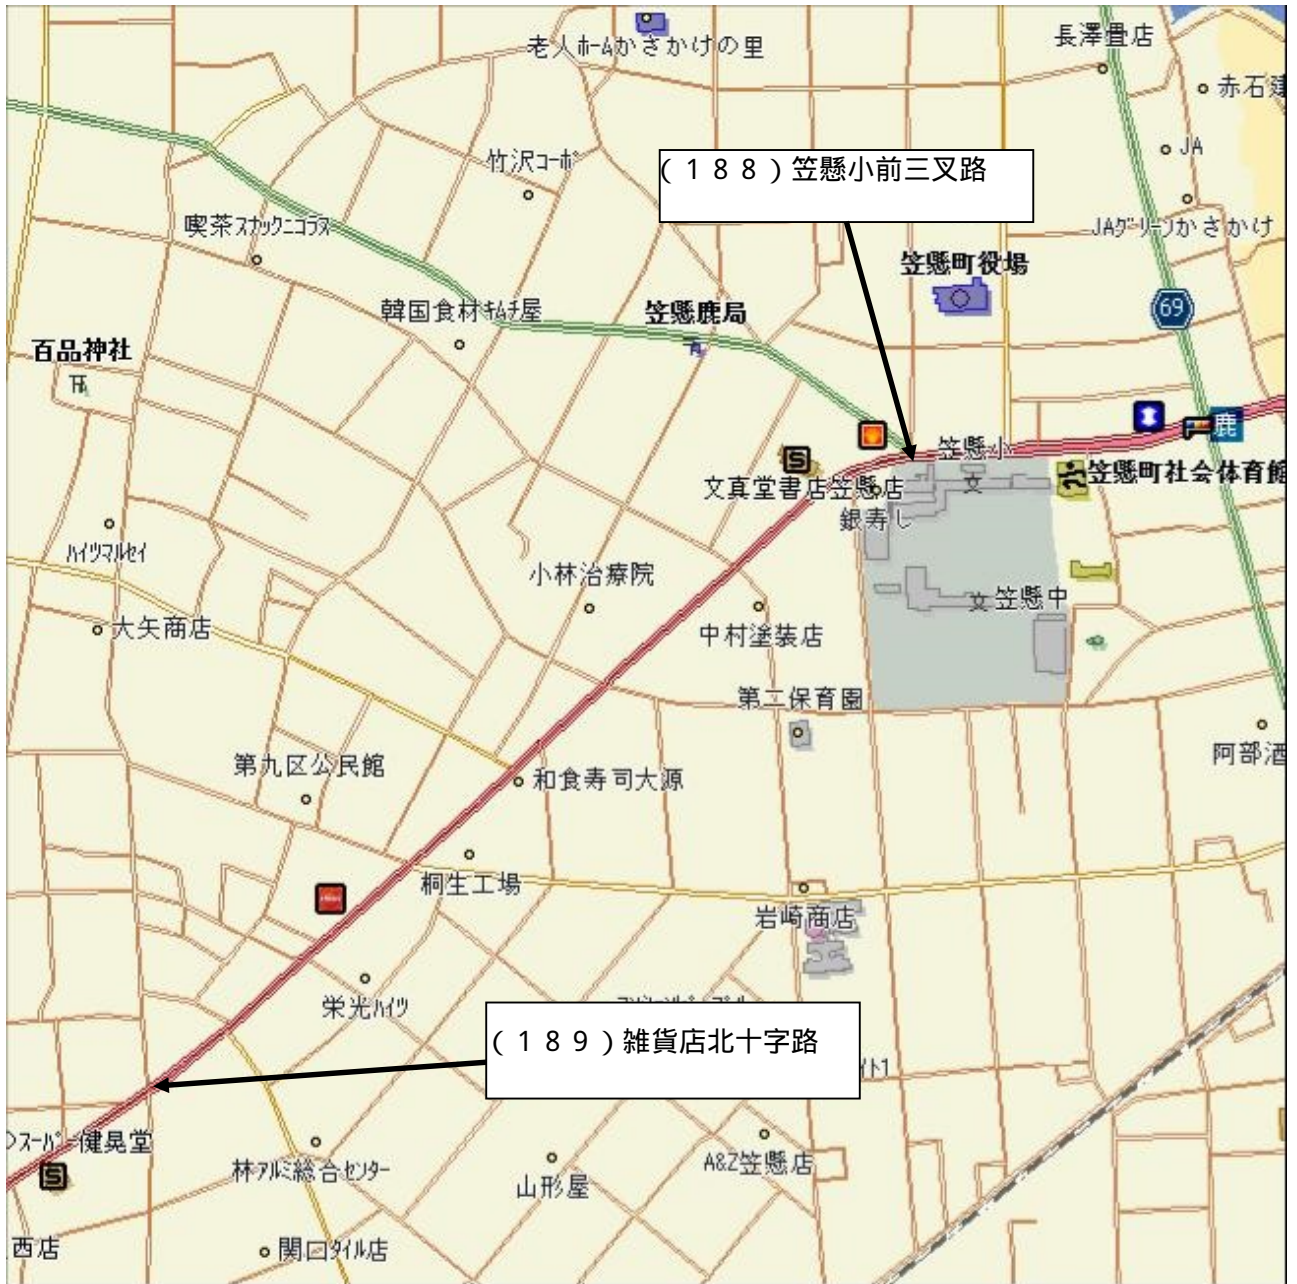 老人ﾎｰﾑかさかけの里
長澤畳店
赤石建
竹沢ｺｰﾎﾟ
JA
(１８８)笠懸小前三叉路
喫茶ｽﾅｯｸﾆｺﾗｽ
JAｸﾞﾘｰﾝかさかけ
笠懸町役場
韓国食材ｷﾑﾁ屋
笠懸鹿局
69
百品神社
鹿
笠懸小
S
文真堂書店笠懸店
文
笠懸町社会体育館
銀寿し
ﾊｲﾂﾏﾙｾｲ
小林治療院
文笠懸中
大矢商店
中村塗装店
第二保育園
阿部酒
第九区公民館
和食寿司大源
桐生工場
岩崎商店
栄光ﾊｲﾂ
(１８９)雑貨店北十字路
ｲﾄ1
ｽｰﾊﾟｰ健晃堂
S
林ｱﾙﾐ総合ｾﾝﾀｰ
A&Z笠懸店
山形屋
西店
関口ﾀｲﾙ店